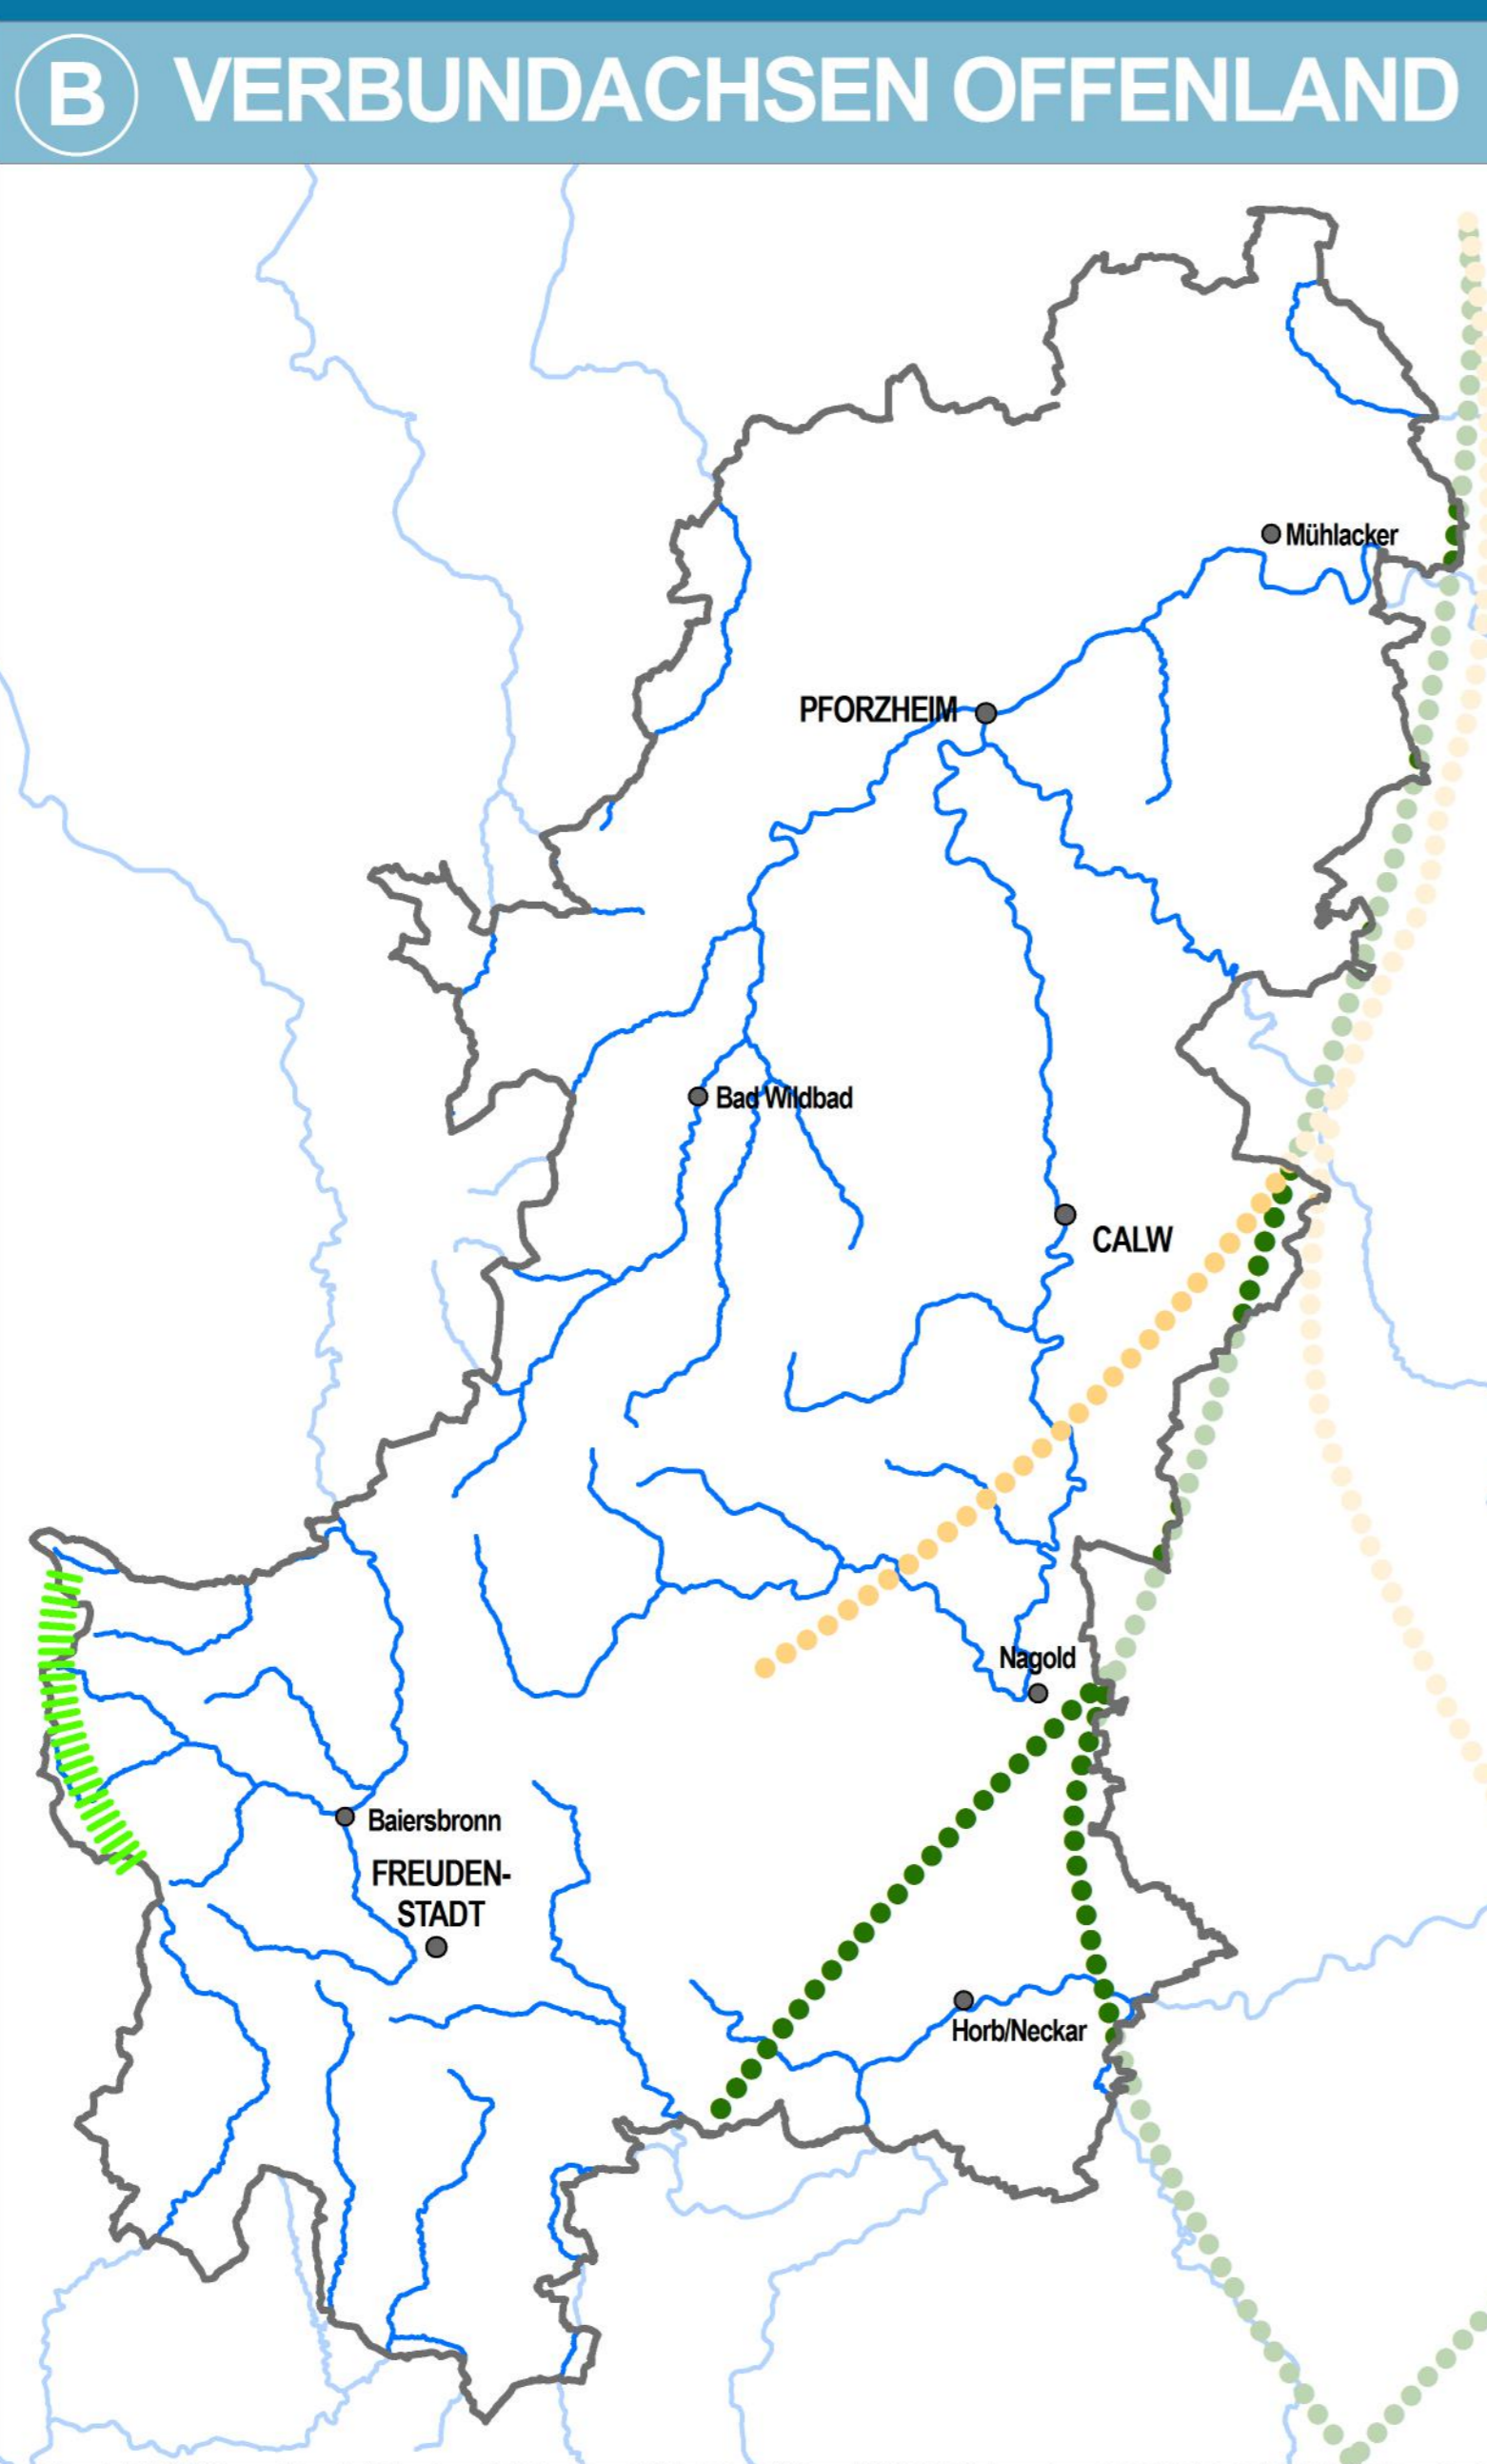 B VERBUNDACHSEN OFFENLAND
Mühlacker
PFORZHEIM
Bad Wildbad
CALW
Nagold
Baiersbronn
FREUDEN-
STADT
Horb/Neckar